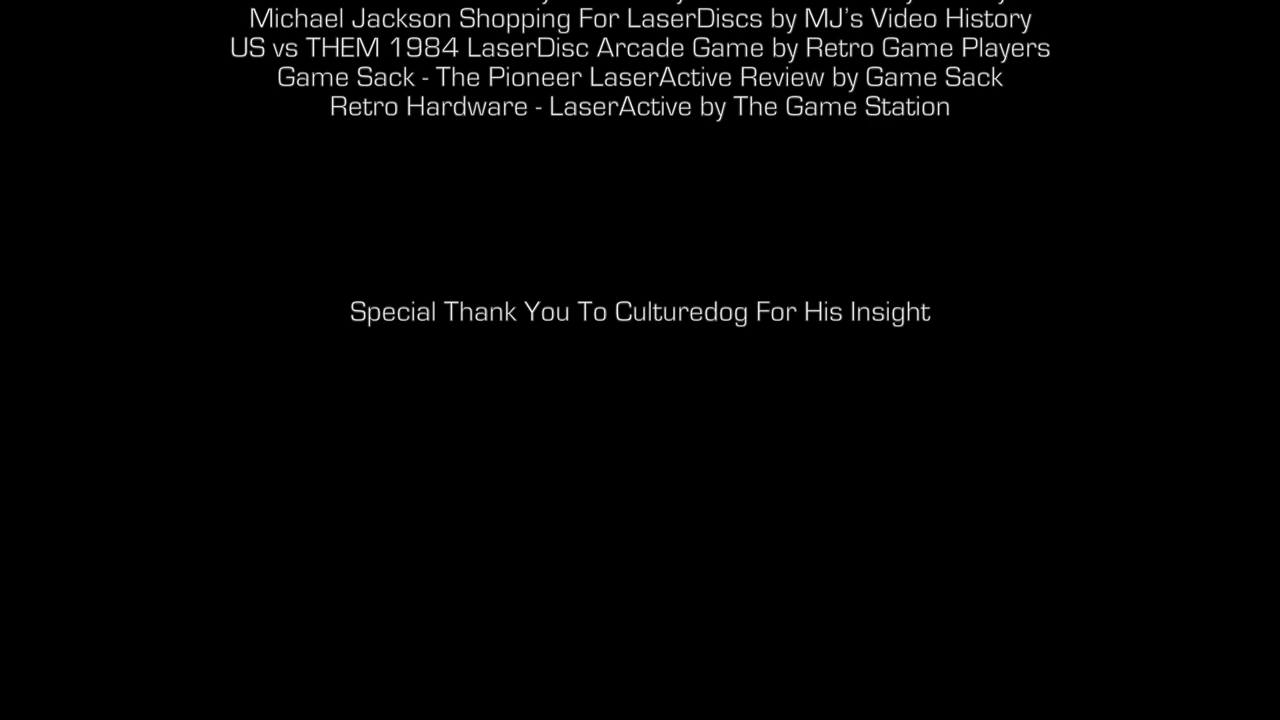 Michael Jackson Shopping For LaserDiscs by MJ's Video History
US vs THEM 1984 LaserDisc Arcade Game by Retro Game Players
Game Sack - The Pioneer LaserActive Review by Game Sack
Retro Hardware - LaserActive by The Game Station
Special Thank You To Culturedog For His Insight